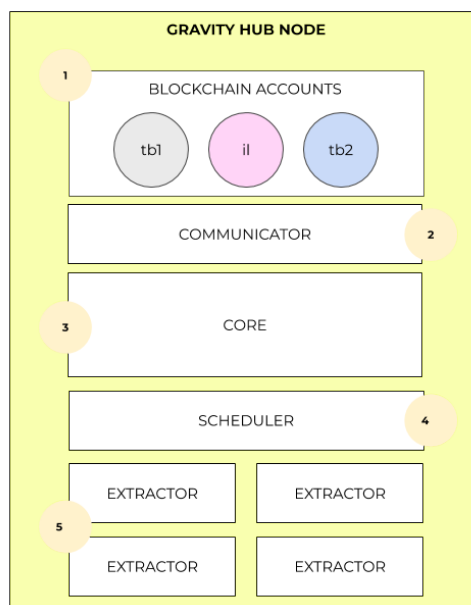 GRAVITY HUB NODE
1
BLOCKCHAIN ACCOUNTS
tb1 il tb2
COMMUNICATOR 2
3 CORE
SCHEDULER 4
EXTRACTOR EXTRACTOR
5
EXTRACTOR EXTRACTOR